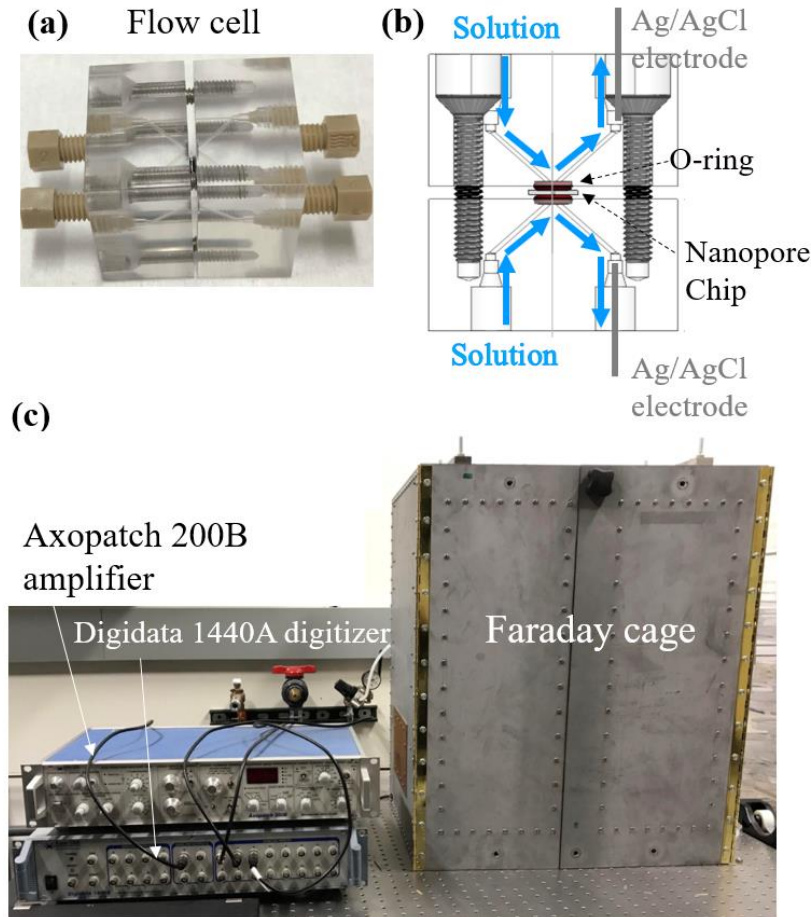 (a)
Flow cell
(b)
Solution
Ag/AgCl
electrode
O-ring
Nanopore
Chip
Solution
Ag/AgCl
electrode
(c)
Axopatch 200B
amplifier
Digidata 1440A digitizer
Faraday cage